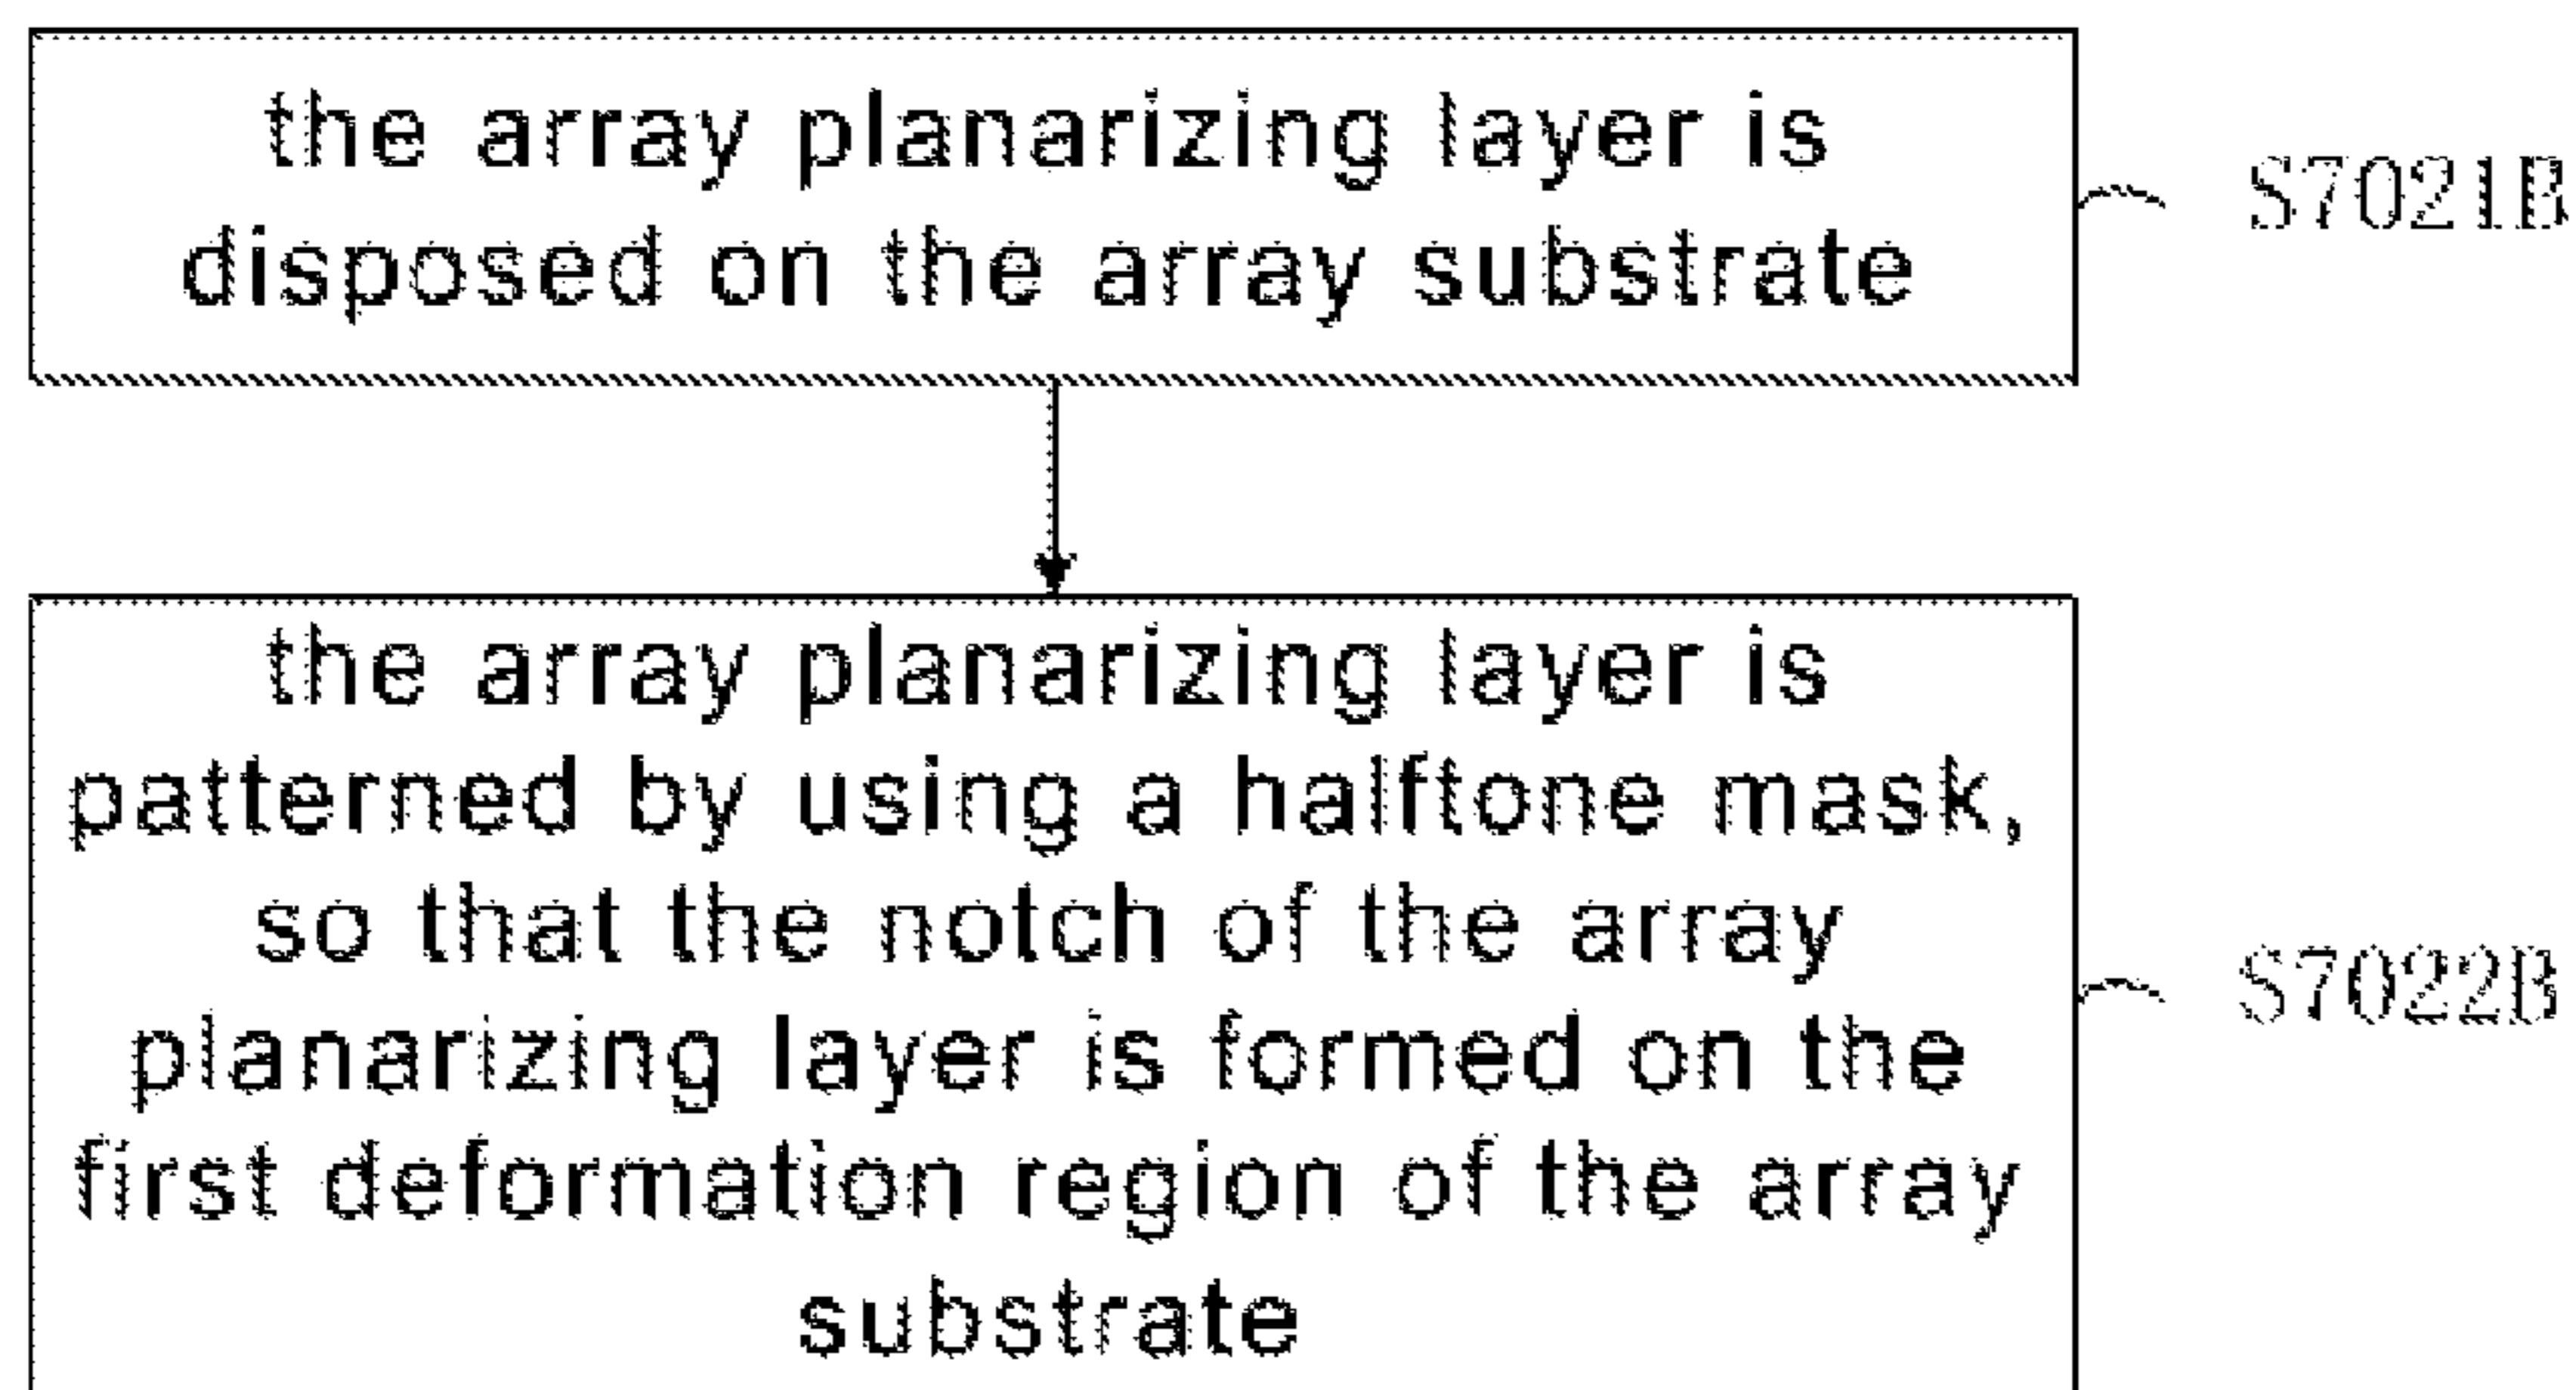 the array planarizing layer is
disposed on the array substrate
S7021B
the array planarizing layer is
patterned by using a halftone mask,
so that the notch of the array
planarizing layer is formed on the
first deformation region of the array
substrate
S7022B